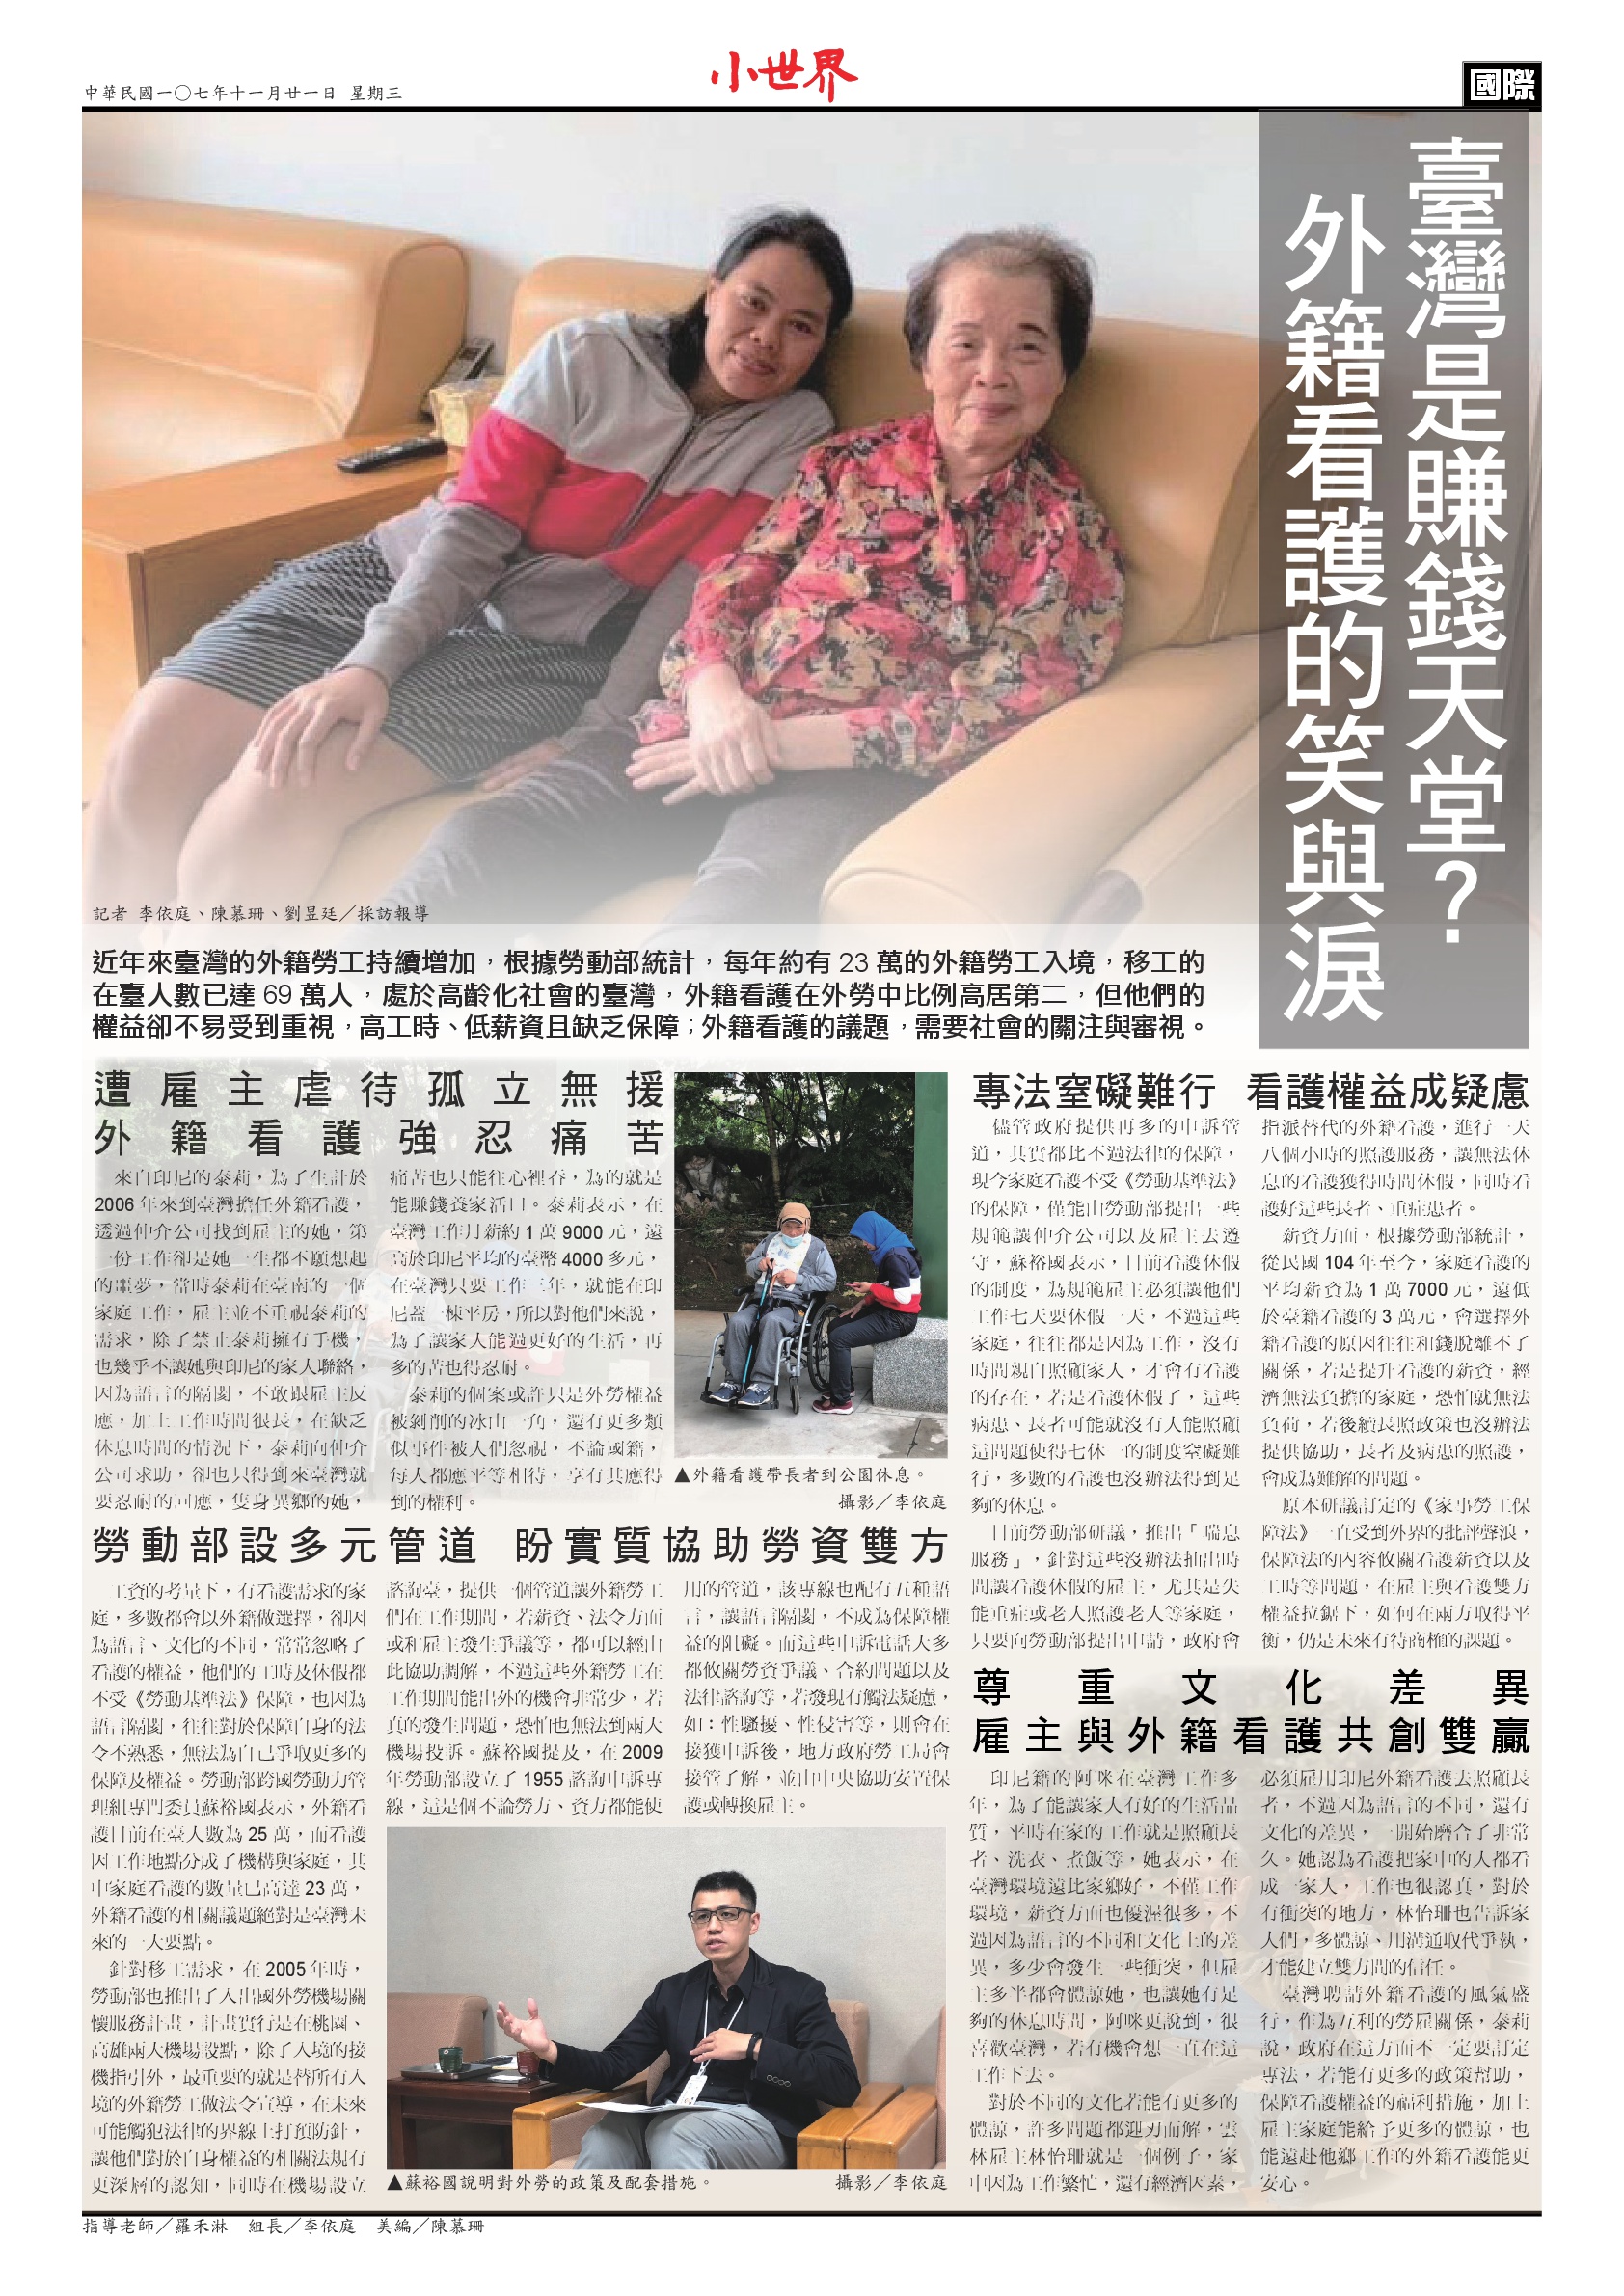 中華民國一〇七年十一月廿一日 星期三
小世界
國際
臺灣是賺錢天堂？
外籍看護的笑與淚
記者 李依庭、陳慕珊、劉昱廷／採訪報導
近年來臺灣的外籍勞工持續增加，根據勞動部統計，每年約有 23 萬的外籍勞工入境，移工的
在臺人數已達 69 萬人，處於高齡化社會的臺灣，外籍看護在外勞中比例高居第二，但他們的
權益卻不易受到重視，高工時、低薪資且缺乏保障；外籍看護的議題，需要社會的關注與審視。
遭雇主虐待孤立無援
外籍看護強忍痛苦
來自印尼的泰莉，為了生計於
2006 年來到臺灣擔任外籍看護，
透過仲介公司找到雇主的她，第
一份工作卻是她一生都不願想起
的噩夢，當時泰莉在臺南的一個
家庭工作，雇主並不重視泰莉的
需求，除了禁止泰莉擁有手機，
也幾乎不讓她與印尼的家人聯絡，
因為語言的隔閡，不敢跟雇主反
應，加上工作時間很長，在缺乏
休息時間的情況下，泰莉向仲介
公司求助，卻也只得到來臺灣就
要忍耐的回應，隻身異鄉的她，
痛苦也只能往心裡吞，為的就是
能賺錢養家活口。泰莉表示，在
臺灣工作月薪約 1 萬 9000 元，遠
高於印尼平均的臺幣 4000 多元，
在臺灣只要工作三年，就能在印
尼蓋一棟平房，所以對他們來說，
為了讓家人能過更好的生活，再
多的苦也得忍耐。
泰莉的個案或許只是外勞權益
被剝削的冰山一角，還有更多類
似事件被人們忽視，不論國籍，
每人都應平等相待，享有其應得
到的權利。
▲外籍看護帶長者到公園休息。
攝影／李依庭
勞動部設多元管道 盼實質協助勞資雙方
工資的考量下，有看護需求的家
庭，多數都會以外籍做選擇，卻因
為語言、文化的不同，常常忽略了
看護的權益，他們的工時及休假都
不受《勞動基準法》保障，也因為
語言隔閡，往往對於保障自身的法
令不熟悉，無法為自己爭取更多的
保障及權益。勞動部跨國勞動力管
理組專門委員蘇裕國表示，外籍看
護目前在臺人數為 25 萬，而看護
因工作地點分成了機構與家庭，其
中家庭看護的數量已高達 23 萬，
外籍看護的相關議題絕對是臺灣未
來的一大要點。
針對移工需求，在 2005 年時，
勞動部也推出了入出國外勞機場關
懷服務計畫，計畫實行是在桃園、
高雄兩大機場設點，除了入境的接
機指引外，最重要的就是替所有入
境的外籍勞工做法令宣導，在未來
可能觸犯法律的界線上打預防針，
讓他們對於自身權益的相關法規有
更深層的認知，同時在機場設立
諮詢臺，提供一個管道讓外籍勞工
們在工作期間，若薪資、法令方面
或和雇主發生爭議等，都可以經由
此協助調解，不過這些外籍勞工在
工作期間能出外的機會非常少，若
真的發生問題，恐怕也無法到兩大
機場投訴。蘇裕國提及，在 2009
年勞動部設立了 1955 諮詢申訴專
線，這是個不論勞方、資方都能使
用的管道，該專線也配有五種語
言，讓語言隔閡，不成為保障權
益的阻礙。而這些申訴電話大多
都攸關勞資爭議、合約問題以及
法律諮詢等，若發現有觸法疑慮，
如：性騷擾、性侵害等，則會在
接獲申訴後，地方政府勞工局會
接管了解，並由中央協助安置保
護或轉換雇主。
▲蘇裕國說明對外勞的政策及配套措施。
攝影／李依庭
專法窒礙難行 看護權益成疑慮
儘管政府提供再多的申訴管
道，其實都比不過法律的保障，
現今家庭看護不受《勞動基準法》
的保障，僅能由勞動部提出一些
規範讓仲介公司以及雇主去遵
守，蘇裕國表示，目前看護休假
的制度，為規範雇主必須讓他們
工作七天要休假一天，不過這些
家庭，往往都是因為工作，沒有
時間親自照顧家人，才會有看護
的存在，若是看護休假了，這些
病患、長者可能就沒有人能照顧
這問題使得七休一的制度窒礙難
行，多數的看護也沒辦法得到足
夠的休息。
目前勞動部研議，推出「喘息
服務」，針對這些沒辦法抽出時
間讓看護休假的雇主，尤其是失
能重症或老人照護老人等家庭，
只要向勞動部提出申請，政府會
指派替代的外籍看護，進行一天
八個小時的照護服務，讓無法休
息的看護獲得時間休假，同時看
護好這些長者、重症患者。
薪資方面，根據勞動部統計，
從民國 104 年至今，家庭看護的
平均薪資為 1 萬 7000 元，遠低
於臺籍看護的 3 萬元，會選擇外
籍看護的原因往往和錢脫離不了
關係，若是提升看護的薪資，經
濟無法負擔的家庭，恐怕就無法
負荷，若後續長照政策也沒辦法
提供協助，長者及病患的照護，
會成為難解的問題。
原本研議訂定的《家事勞工保
障法》一直受到外界的批評聲浪，
保障法的內容攸關看護薪資以及
工時等問題，在雇主與看護雙方
權益拉鋸下，如何在兩方取得平
衡，仍是未來有待商榷的課題。
尊重文化差異
雇主與外籍看護共創雙贏
印尼籍的阿咪在臺灣工作多
年，為了能讓家人有好的生活品
質，平時在家的工作就是照顧長
者、洗衣、煮飯等，她表示，在
臺灣環境遠比家鄉好，不僅工作
環境，薪資方面也優渥很多，不
過因為語言的不同和文化上的差
異，多少會發生一些衝突，但雇
主多半都會體諒她，也讓她有足
夠的休息時間，阿咪更說到，很
喜歡臺灣，若有機會想一直在這
工作下去。
對於不同的文化若能有更多的
體諒，許多問題都迎刃而解，雲
林雇主林怡珊就是一個例子，家
中因為工作繁忙，還有經濟因素，
必須雇用印尼外籍看護去照顧長
者，不過因為語言的不同，還有
文化的差異，一開始磨合了非常
久。她認為看護把家中的人都看
成一家人，工作也很認真，對於
有衝突的地方，林怡珊也告訴家
人們，多體諒、用溝通取代爭執，
才能建立雙方間的信任。
臺灣聘請外籍看護的風氣盛
行，作為互利的勞雇關係，泰莉
說，政府在這方面不一定要訂定
專法，若能有更多的政策幫助，
保障看護權益的福利措施，加上
雇主家庭能給予更多的體諒，也
能讓遠赴他鄉工作的外籍看護能更
安心。
指導老師／羅禾淋 組長／李依庭 美編／陳慕珊